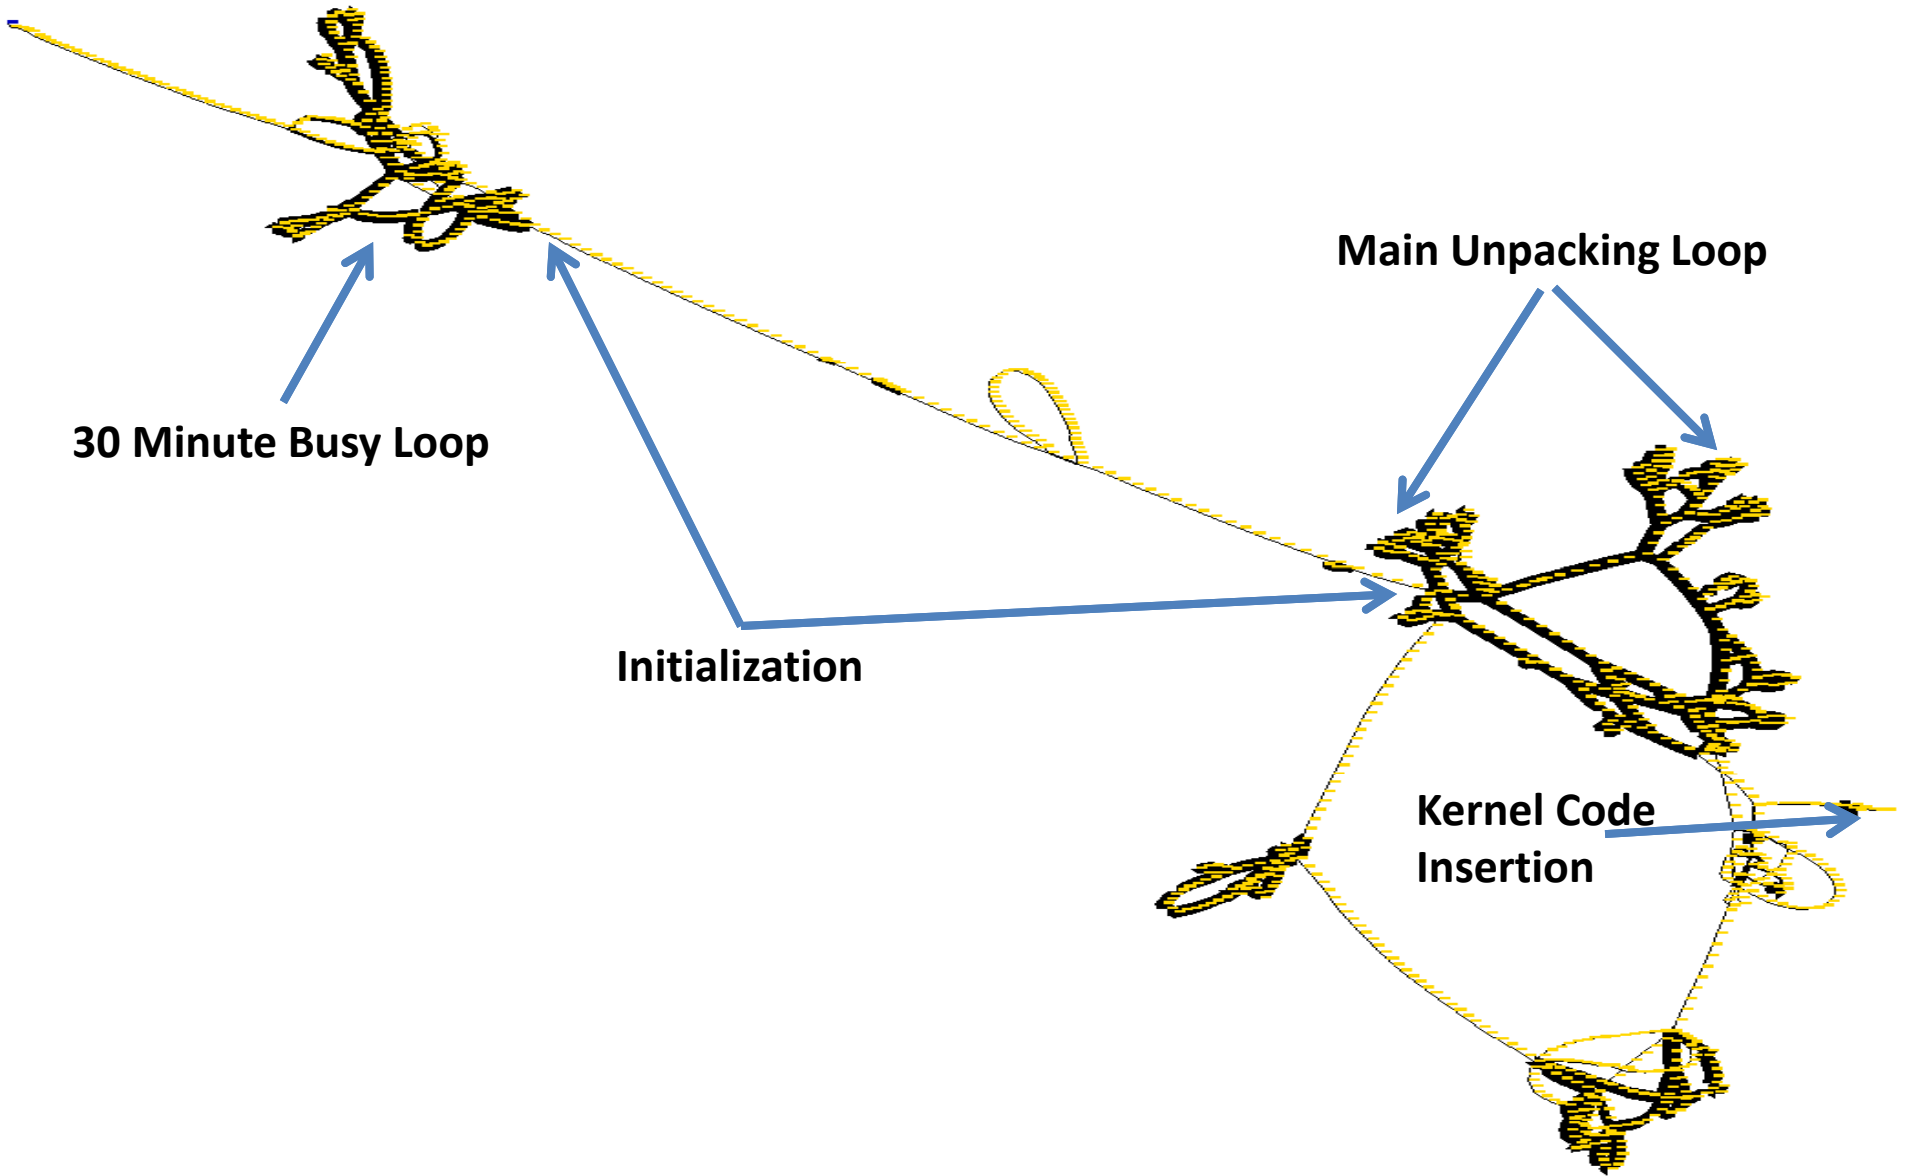 Main Unpacking Loop
30 Minute Busy Loop
Initialization
Kernel Code
Insertion